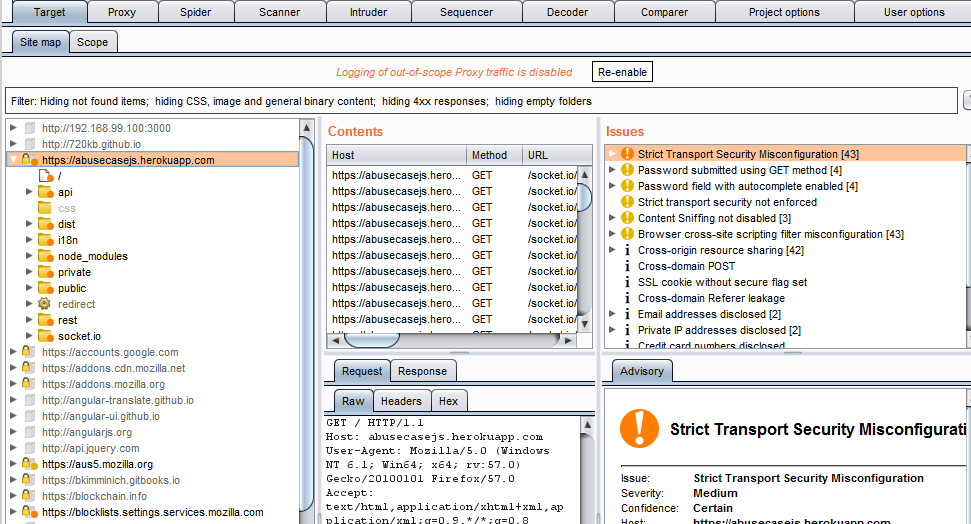 Target Proxy Spider Scanner Intruder Sequencer Decoder Comparer Project options User options
Site map Scope
Logging of out-of-scope Proxy traffic is disabled Re-enable
Filter: Hiding not found items; hiding CSS, image and general binary content; hiding 4xx responses; hiding empty folders
http://192.168.99.100:3000
http://720kb.github.io
https://abusecasejs.herokuapp.com
/
api
css
dist
i18n
node_modules
private
public
redirect
rest
socket.io
https://accounts.google.com
https://addons.cdn.mozilla.net
https://addons.mozilla.org
http://angular-translate.github.io
http://angular-ui.github.io
http://angularjs.org
http://api.jquery.com
https://aus5.mozilla.org
https://bkimminich.gitbooks.io
https://blockchain.info
https://blocklists.settings.services.mozilla.com
Contents
Host Method URL
https://abusecasejs.hero... GET /socket.io/
https://abusecasejs.hero... GET /socket.io/
https://abusecasejs.hero... GET /socket.io/
https://abusecasejs.hero... GET /socket.io/
https://abusecasejs.hero... GET /socket.io/
https://abusecasejs.hero... GET /socket.io/
https://abusecasejs.hero... GET /socket.io/
https://abusecasejs.hero... GET /socket.io/
https://abusecasejs.hero... GET /socket.io/
https://abusecasejs.hero... GET /socket.io/
Request Response
Raw Headers Hex
GET / HTTP/1.1
Host: abusecasejs.herokuapp.com
User-Agent: Mozilla/5.0 (Windows
NT 6.1; Win64; x64; rv:57.0)
Gecko/20100101 Firefox/57.0
Accept:
text/html,application/xhtml+xml,ap
plication/xml;q=0.9,*/*;q=0.8
Issues
Strict Transport Security Misconfiguration [43]
Password submitted using GET method [4]
Password field with autocomplete enabled [4]
Strict transport security not enforced
Content Sniffing not disabled [3]
Browser cross-site scripting filter misconfiguration [43]
Cross-origin resource sharing [42]
Cross-domain POST
SSL cookie without secure flag set
Cross-domain Referer leakage
Email addresses disclosed [2]
Private IP addresses disclosed [2]
Credit card numbers disclosed
Advisory
Strict Transport Security Misconfigurati
Issue: Strict Transport Security Misconfiguration
Severity: Medium
Confidence: Certain
Host: https://abusecasejs.herokuapp.com